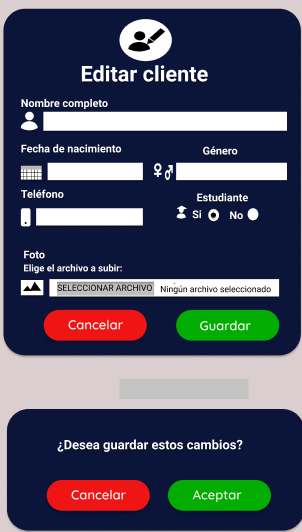 Editar cliente
Nombre completo
Fecha de nacimiento Género
Teléfono Estudiante
Si No
Foto
Elige el archivo a subir:
SELECCIONAR ARCHIVO Ningún archivo seleccionado
Cancelar Guardar
¿Desea guardar estos cambios?
Cancelar Aceptar